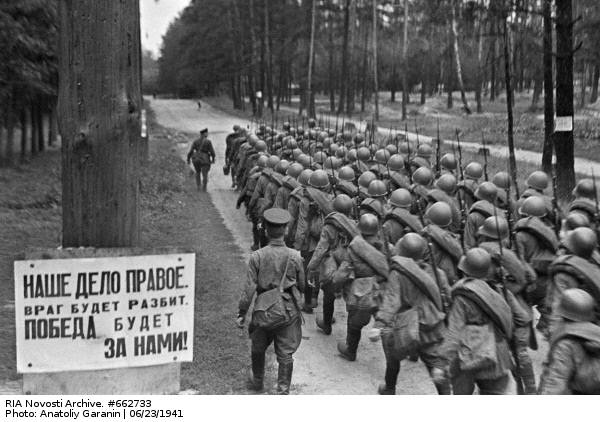 НАШЕ ДЕЛО ПРАВОЕ.
ВРАГ БУДЕТ РАЗБИТ.
ПОБЕДА БУДЕТ
ЗА НАМИ!
RIA Novosti Archive. #662733
Photo: Anatoliy Garanin | 06/23/1941